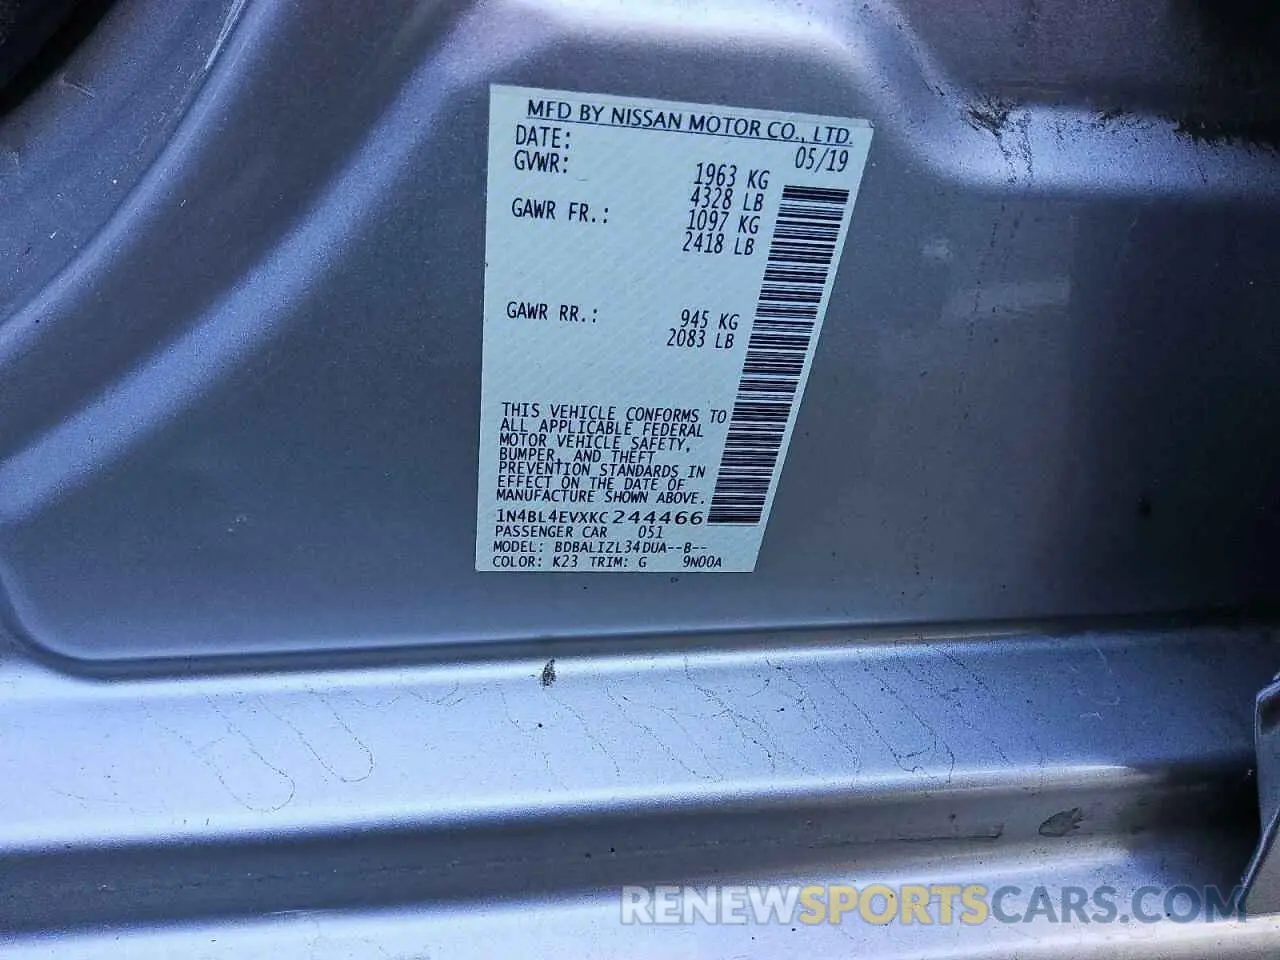 MFD BY NISSAN MOTOR CO., LTD.
DATE: 05/19
GVWR: 1963 KG
4328 LB
GAWR FR.: 1097 KG
2418 LB
GAWR RR.: 945 KG
2083 LB
THIS VEHICLE CONFORMS TO
ALL APPLICABLE FEDERAL
MOTOR VEHICLE SAFETY,
BUMPER, AND THEFT
PREVENTION STANDARDS IN
EFFECT ON THE DATE OF
MANUFACTURE SHOWN ABOVE.
1N4BL4EVXKC244466
PASSENGER CAR 051
MODEL: BDBALIZL34DUA--B--
COLOR: K23 TRIM: G 9N00A
RENEWSPORTSCARS.COM